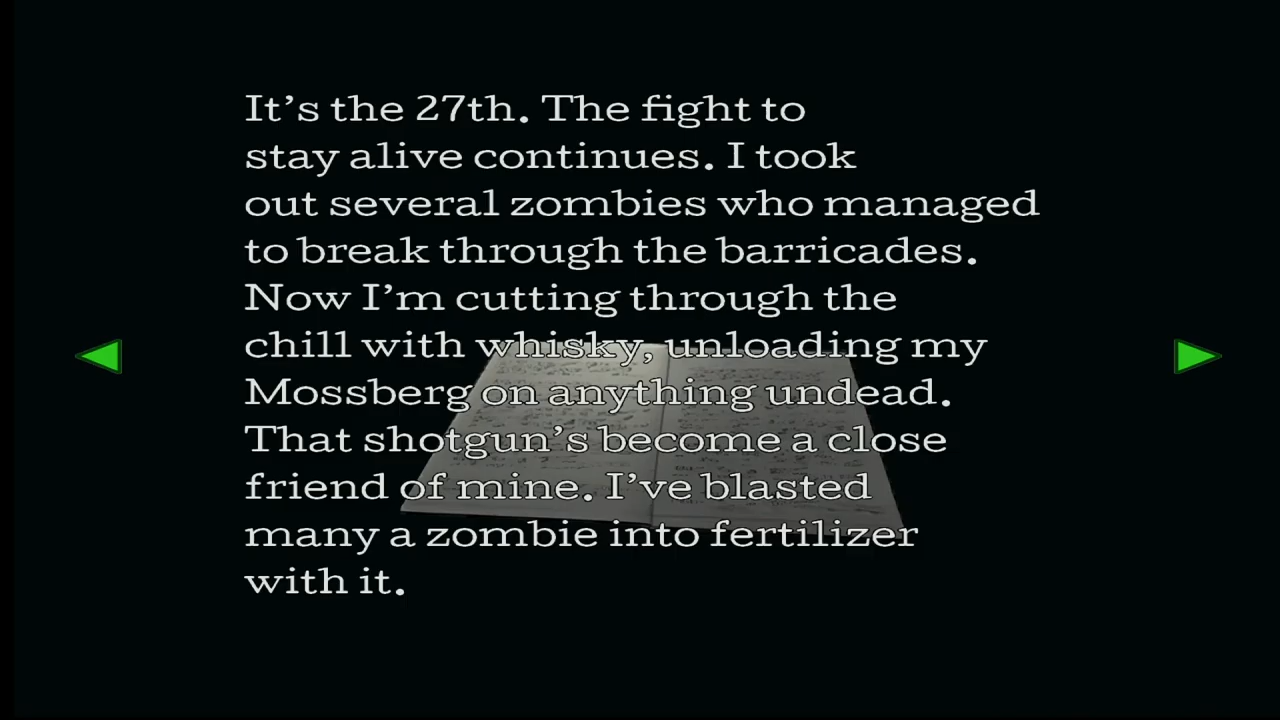 It's the 27th. The fight to
stay alive continues. I took
out several zombies who managed
to break through the barricades.
Now I'm cutting through the
chill with whisky, unloading my
Mossberg on anything undead.
That shotgun's become a close
friend of mine. I've blasted
many a zombie into fertilizer
with it.